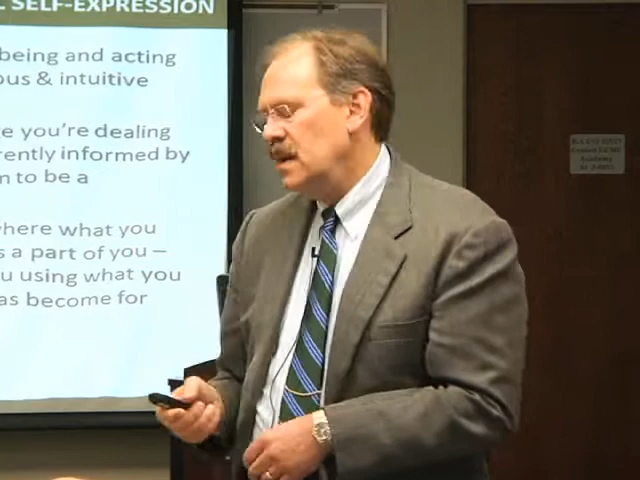 SELF-EXPRESSION
being and acting
ous & intuitive
e you're dealing
rently informed by
n to be a
here what you
s a part of you –
u using what you
as become for
Academy